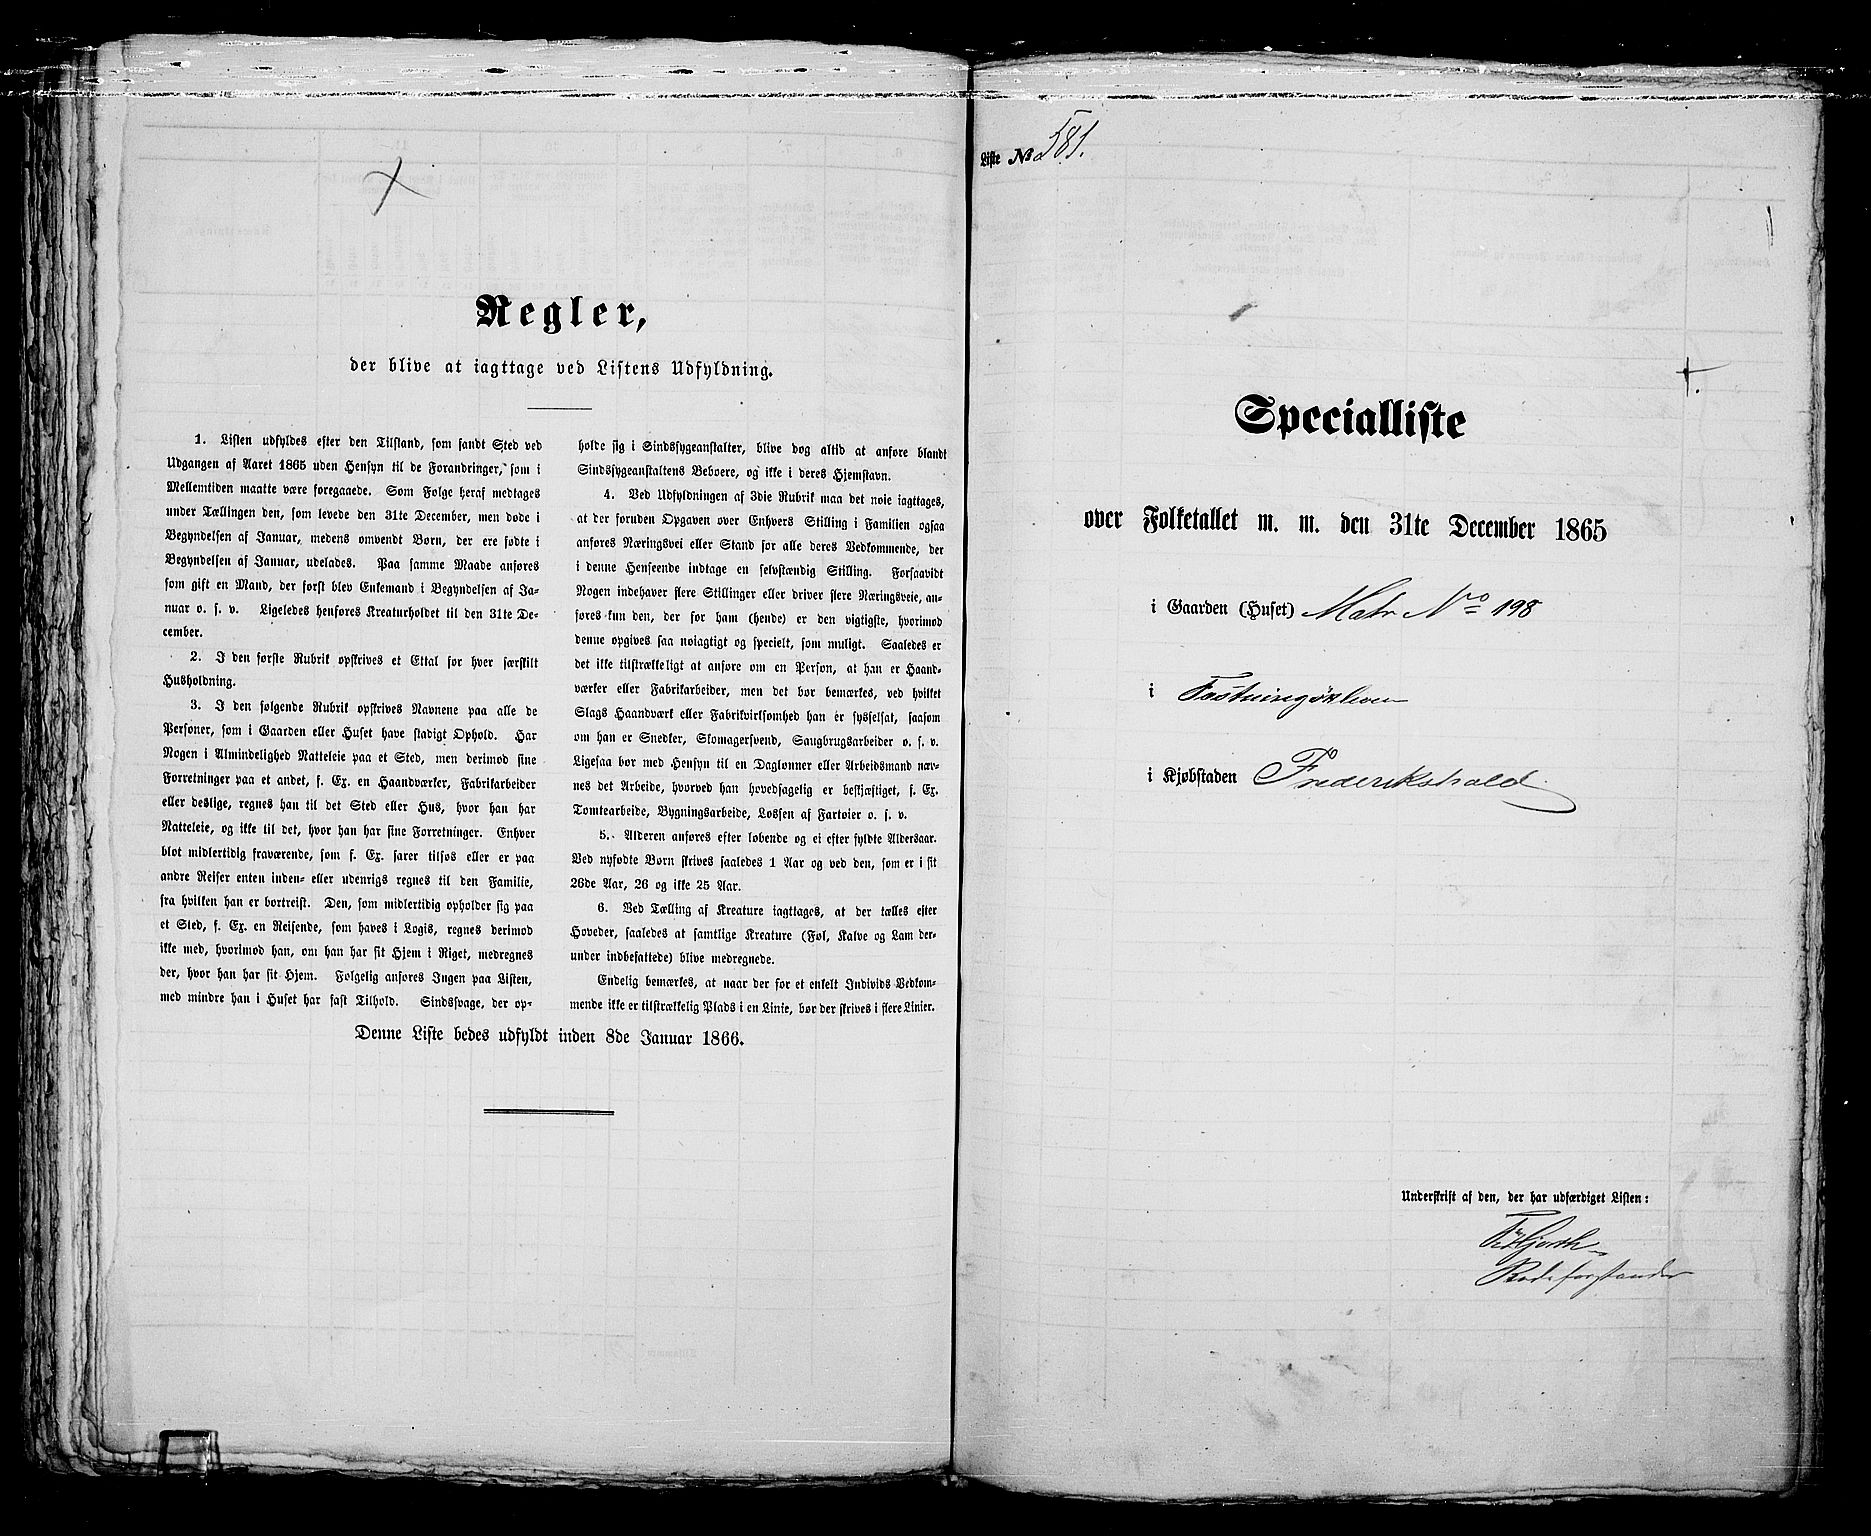 Regler,
der blive at iagttage ved Listens Udfyldning.
1. Listen udfyldes efter den Tilstand, som fandt Sted ved
Udgangen af Aaret 1865 uden Hensyn til de Forandringer, som i
Mellemtiden maatte være foregaaede. Som Følge heraf medtages
under Tællingen den, som levede den 31te December, men døde i
Begyndelsen af Januar, medens omvendt Børn, der ere fødte i
Begyndelsen af Januar, udelades. Paa samme Maade anføres
som gift en Mand, der først blev Enkemand i Begyndelsen af Ja-
nuar o. s. v. Ligeledes henføres Kreaturholdet til den 31te De-
cember.
2. I den første Rubrik opskrives et Ettal for hver særskilt
Husholdning.
3. I den følgende Rubrik opskrives Navnene paa alle de
Personer, som i Gaarden eller Huset have stadigt Ophold. Har
Nogen i Almindelighed Natteleie paa et Sted, men derimod sine
Forretninger paa et andet, f. Ex. en Haandværker, Fabrikarbeider
eller deslige, regnes han til det Sted eller Hus, hvor han har
Natteleie, og ikke til det, hvor han har sine Forretninger. Enhver
blot midlertidig fraværende, som f. Ex. farer tilsøs eller er paa
andre Reiser enten inden- eller udenrigs regnes til den Familie,
fra hvilken han er bortreist. Den, som midlertidig opholder sig paa
et Sted, f. Ex. en Reisende, som haves i Logis, regnes derimod
ikke med, hvorimod han, om han har sit Hjem i Riget, medregnes
der, hvor han har sit Hjem. Følgelig anføres Ingen paa Listen,
med mindre han i Huset har fast Tilhold. Sindssvage, der op-
holde sig i Sindssygeanstalter, blive dog altid at anføre blandt
Sindssygeanstaltens Beboere, og ikke i deres Hjemstavn.
4. Ved Udfyldningen af 3die Rubrik maa det nøie iagttages,
at der foruden Opgaven over Enhvers Stilling i Familien ogsaa
anføres Næringsvei eller Stand for alle deres Vedkommende, der
i denne Henseende indtage en selvstændig Stilling. Forsaavidt
Nogen indehaver flere Stillinger eller driver flere Næringsveie, an-
føres kun den, der for ham (hende) er den vigtigste, hvorimod
denne opgives saa nøiagtigt og specielt, som muligt. Saaledes er
det ikke tilstrækkeligt at anføre om en Person, at han er Haand-
værker eller Fabrikarbeider, men det bør bemærkes, ved hvilket
Slags Haandværk eller Fabrikvirksomhed han er sysselsat, saasom
om han er Snedker, Skomagersvend, Saugbrugsarbeider o. s. v.
Ligesaa bør med Hensyn til en Daglønner eller Arbeidsmand næv-
nes det Arbeide, hvorved han hovedsagelig er beskjæftiget, f. Ex.
Tomtearbeide, Bygningsarbeide, Lossen af Fartøier o. s. v.
5. Alderen anføres efter løbende og ei efter fyldte Aldersaar.
Ved nyfødte Børn skrives saaledes 1 Aar og ved den, som er i sit
26de Aar, 26 og ikke 25 Aar.
6. Ved Tælling af Kreature iagttages, at der tælles efter
Hoveder, saaledes at samtlige Kreature (Føl, Kalve og Lam der-
under indbefattede) blive medregnede.
Endelig bemærkes, at naar der for et enkelt Individs Vedkom-
mende ikke er tilstrækkelig Plads i en Linie, bør der skrives i flere Linier.
Denne Liste bedes udfyldt inden 8de Januar 1866.
Liste No 581.
Specialliste
over Folketallet m. m. den 31te December 1865
i Gaarden (Huset) Matr No 198
i Fæstningskleven
i Kjøbstaden Frederikshald
Underskrift af den, der har udfærdiget Listen:
Hjorth
Rodeforstander